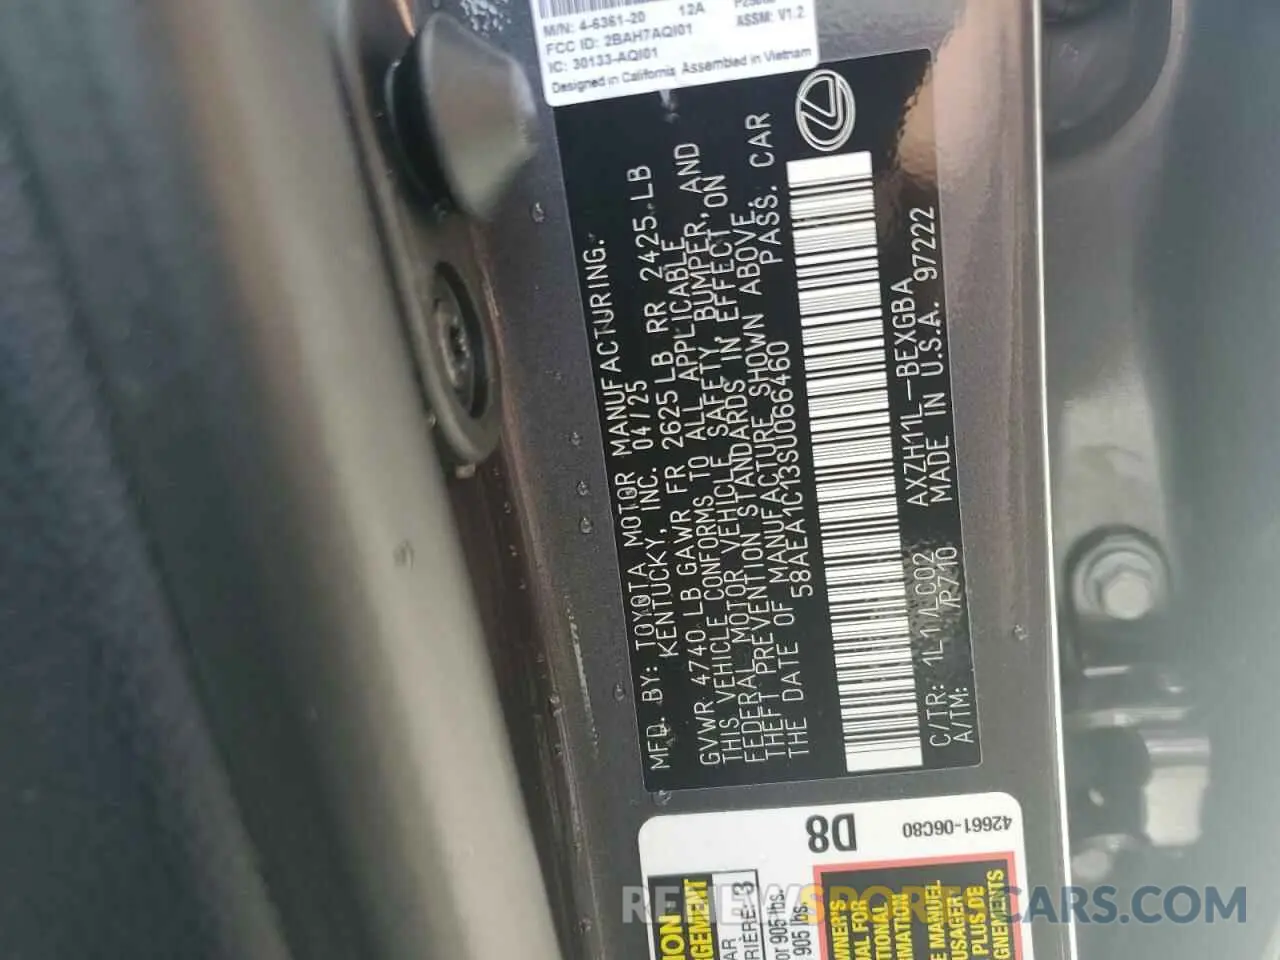 M/N: 4-6361-20 12A
FCC ID: 2BAH7AQI01 ASSM: V1.2
IC: 30133-AQI01
Designed in California, Assembled in Vietnam
MFD. BY: TOYOTA MOTOR MANUFACTURING.
KENTUCKY, INC. 04/25
GVWR 4740 LB GAWR FR 2625 LB RR 2425 LB
THIS VEHICLE CONFORMS TO ALL APPLICABLE
FEDERAL MOTOR VEHICLE SAFETY, BUMPER, AND
THEFT PREVENTION STANDARDS IN EFFECT ON
THE DATE OF MANUFACTURE SHOWN ABOVE.
58AEA1C13SU066460 PASS. CAR
C/TR: 1L1/LC02 AXZH11L-BEXGBA
A/TM: /R710 MADE IN U.S.A. 97222
D8
42661-06C80
RENEWSPORTCARS.COM